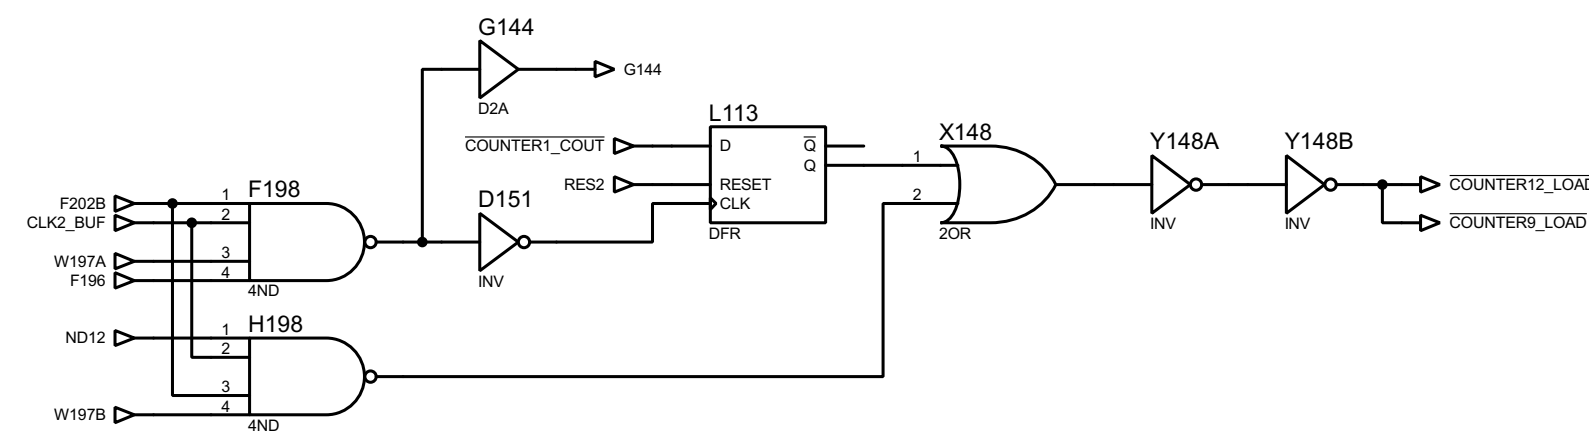 G144
G144
D2A
L113
COUNTER1_COUT
D
Q
Q
RES2
RESET
CLK
DFR
X148
1
2
2OR
Y148A
INV
Y148B
INV
COUNTER9_LOAD
F202B
CLK2_BUF
W197A
F196
1
2
3
4
F198
4ND
D151
INV
ND12
W197B
1
2
3
4
H198
4ND